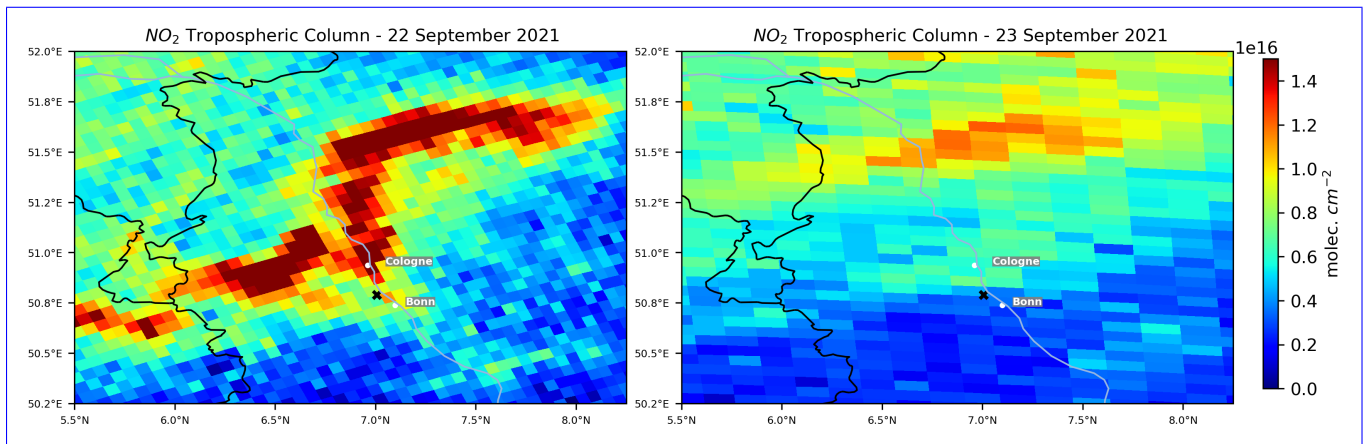 NO2 Tropospheric Column - 22 September 2021
52.0°E
51.8°E
51.5°E
51.2°E
51.0°E
50.8°E
50.5°E
50.2°E
5.5°N
6.0°N
6.5°N
7.0°N
7.5°N
8.0°N
Cologne
Bonn
NO2 Tropospheric Column - 23 September 2021
52.0°E
51.8°E
51.5°E
51.2°E
51.0°E
50.8°E
50.5°E
50.2°E
5.5°N
6.0°N
6.5°N
7.0°N
7.5°N
8.0°N
Cologne
Bonn
1e16
1.4
1.2
1.0
0.8
0.6
0.4
0.2
0.0
molec. cm−2